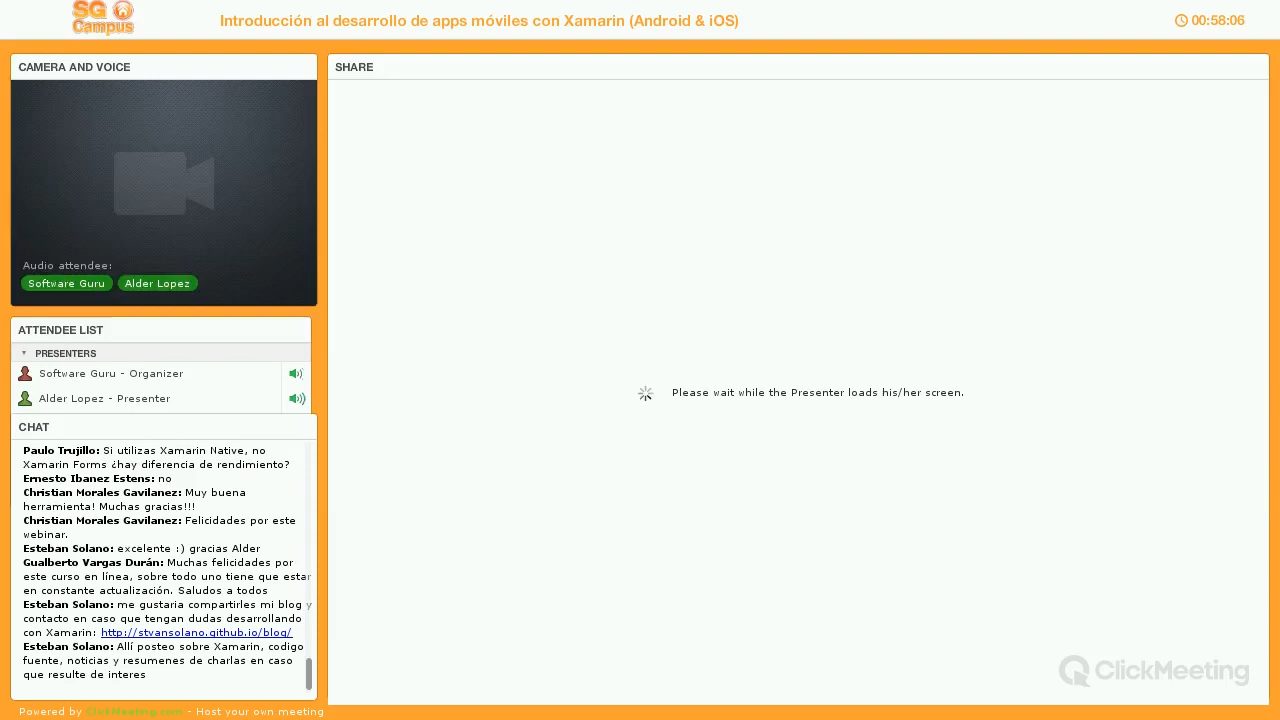 SG
Campus
Introducción al desarrollo de apps móviles con Xamarin (Android & iOS)
00:58:06
CAMERA AND VOICE
Audio attendee:
Software Guru
Alder Lopez
ATTENDEE LIST
PRESENTERS
Software Guru - Organizer
Alder Lopez - Presenter
CHAT
Paulo Trujillo: Si utilizas Xamarin Native, no
Xamarin Forms ¿hay diferencia de rendimiento?
Ernesto Ibanez Estens: no
Christian Morales Gavilanez: Muy buena
herramienta! Muchas gracias!!!
Christian Morales Gavilanez: Felicidades por este
webinar.
Esteban Solano: excelente :) gracias Alder
Gualberto Vargas Durán: Muchas felicidades por
este curso en línea, sobre todo uno tiene que estar
en constante actualización. Saludos a todos
Esteban Solano: me gustaria compartirles mi blog y
contacto en caso que tengan dudas desarrollando
con Xamarin: http://stvansolano.github.io/blog/
Esteban Solano: Allí posteo sobre Xamarin, codigo
fuente, noticias y resumenes de charlas en caso
que resulte de interes
SHARE
Please wait while the Presenter loads his/her screen.
ClickMeeting
Powered by ClickMeeting.com - Host your own meeting